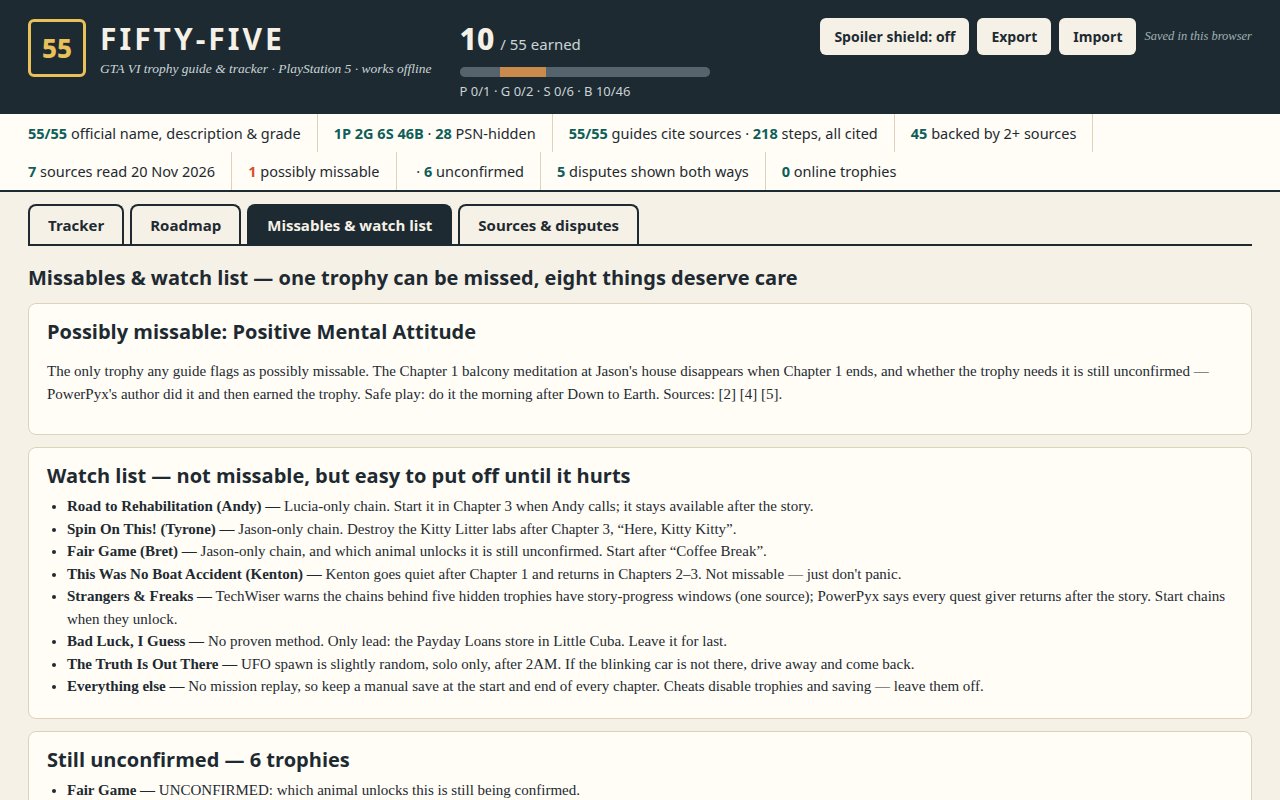 55
FIFTY-FIVE
GTA VI trophy guide & tracker · PlayStation 5 · works offline
10 / 55 earned
P 0/1 · G 0/2 · S 0/6 · B 10/46
Spoiler shield: off
Export
Import
Saved in this browser
55/55 official name, description & grade
1P 2G 6S 46B · 28 PSN-hidden
55/55 guides cite sources · 218 steps, all cited
45 backed by 2+ sources
7 sources read 20 Nov 2026
1 possibly missable
· 6 unconfirmed
5 disputes shown both ways
0 online trophies
Tracker
Roadmap
Missables & watch list
Sources & disputes
Missables & watch list — one trophy can be missed, eight things deserve care
Possibly missable: Positive Mental Attitude
The only trophy any guide flags as possibly missable. The Chapter 1 balcony meditation at Jason's house disappears when Chapter 1 ends, and whether the trophy needs it is still unconfirmed —
PowerPyx's author did it and then earned the trophy. Safe play: do it the morning after Down to Earth. Sources: [2] [4] [5].
Watch list — not missable, but easy to put off until it hurts
• Road to Rehabilitation (Andy) — Lucia-only chain. Start it in Chapter 3 when Andy calls; it stays available after the story.
• Spin On This! (Tyrone) — Jason-only chain. Destroy the Kitty Litter labs after Chapter 3, “Here, Kitty Kitty”.
• Fair Game (Bret) — Jason-only chain, and which animal unlocks it is still unconfirmed. Start after “Coffee Break”.
• This Was No Boat Accident (Kenton) — Kenton goes quiet after Chapter 1 and returns in Chapters 2–3. Not missable — just don't panic.
• Strangers & Freaks — TechWiser warns the chains behind five hidden trophies have story-progress windows (one source); PowerPyx says every quest giver returns after the story. Start chains
when they unlock.
• Bad Luck, I Guess — No proven method. Only lead: the Payday Loans store in Little Cuba. Leave it for last.
• The Truth Is Out There — UFO spawn is slightly random, solo only, after 2AM. If the blinking car is not there, drive away and come back.
• Everything else — No mission replay, so keep a manual save at the start and end of every chapter. Cheats disable trophies and saving — leave them off.
Still unconfirmed — 6 trophies
• Fair Game — UNCONFIRMED: which animal unlocks this is still being confirmed.